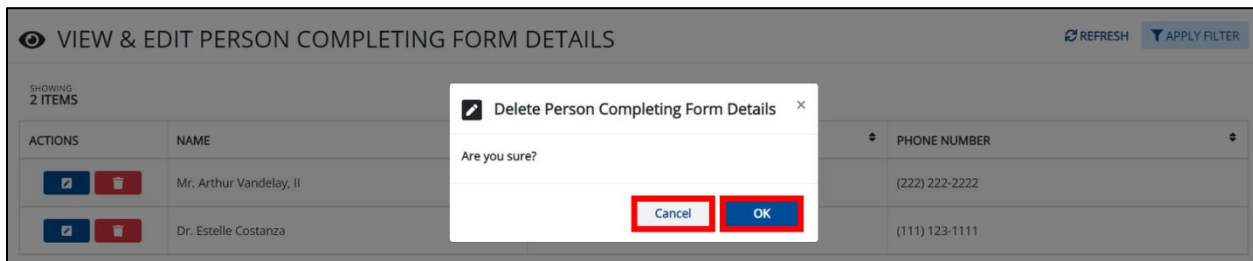 VIEW & EDIT PERSON COMPLETING FORM DETAILS
REFRESH
APPLY FILTER
SHOWING
2 ITEMS
Delete Person Completing Form Details ×
Are you sure?
Cancel
OK
ACTIONS
NAME
PHONE NUMBER
Mr. Arthur Vandelay, II
(222) 222-2222
Dr. Estelle Costanza
(111) 123-1111